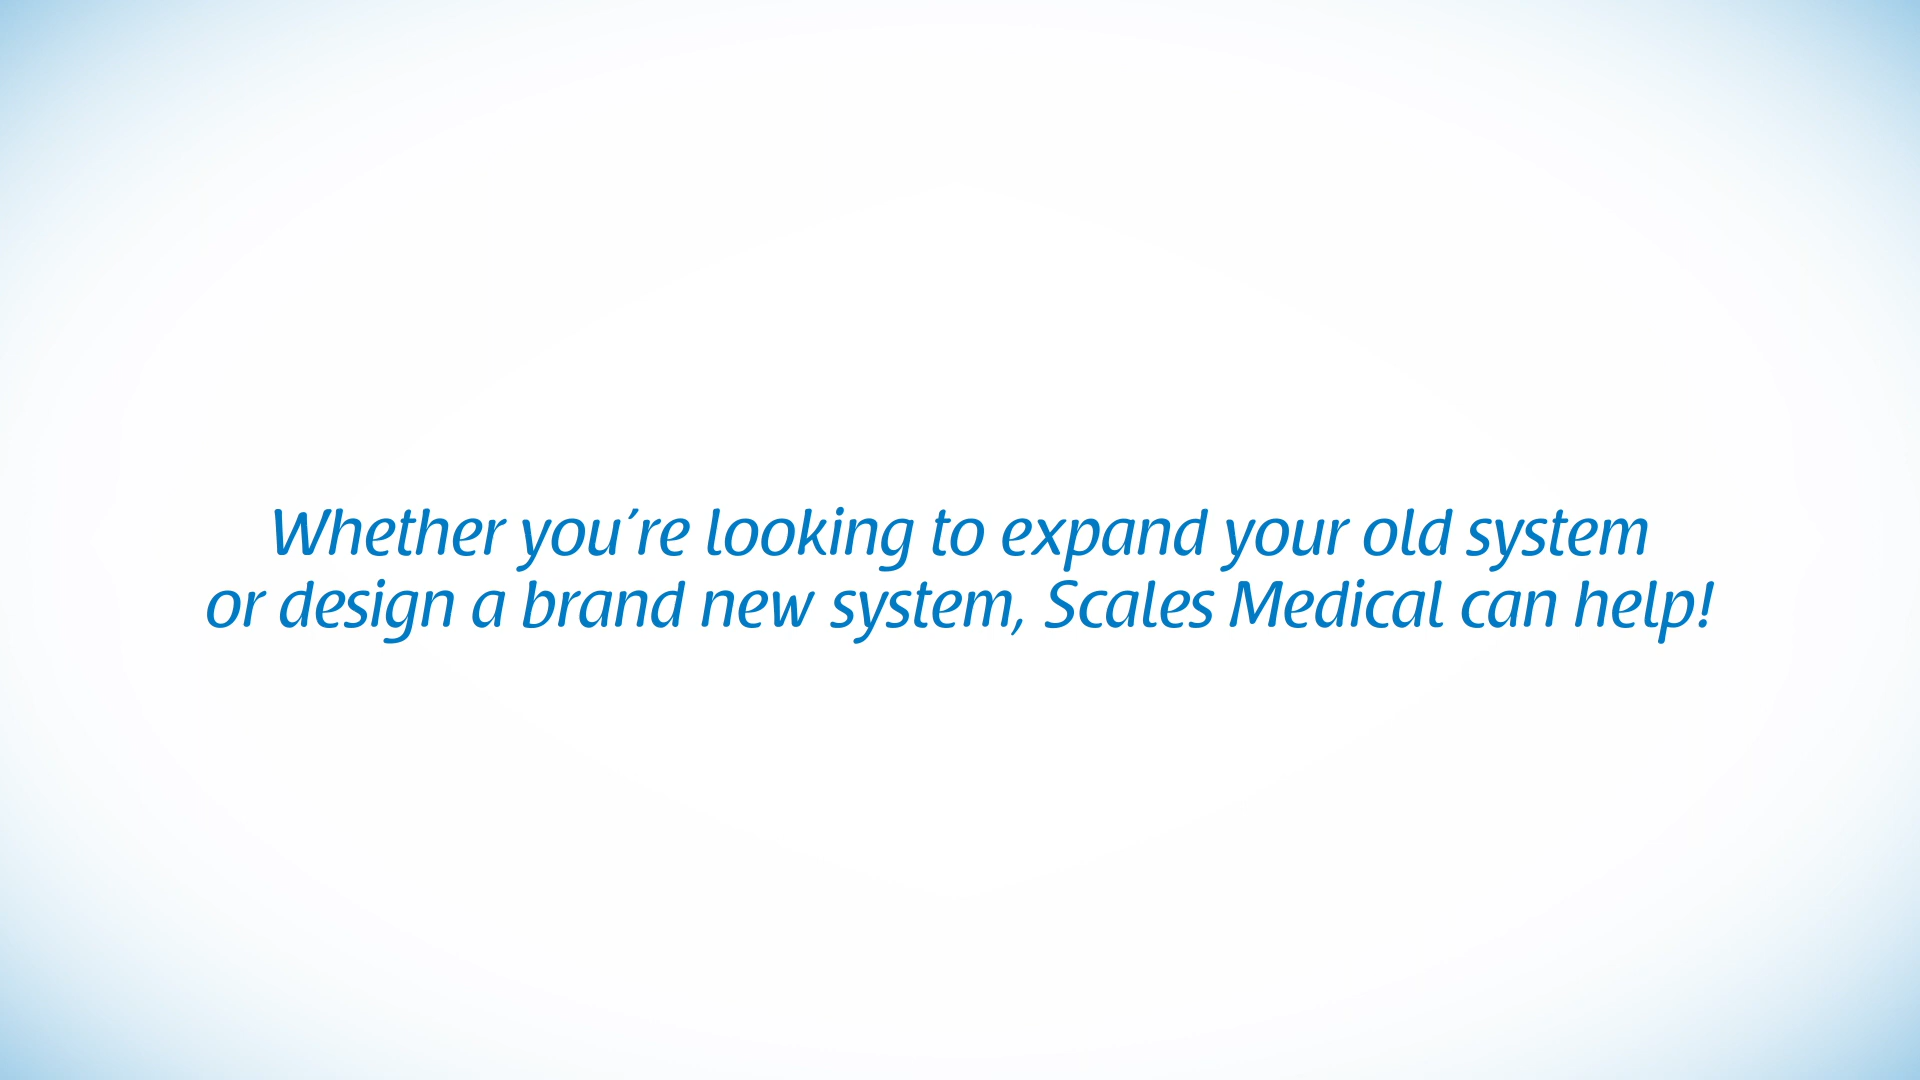 Whether you´re looking to expand your old system
or design a brand new system, Scales Medical can help!